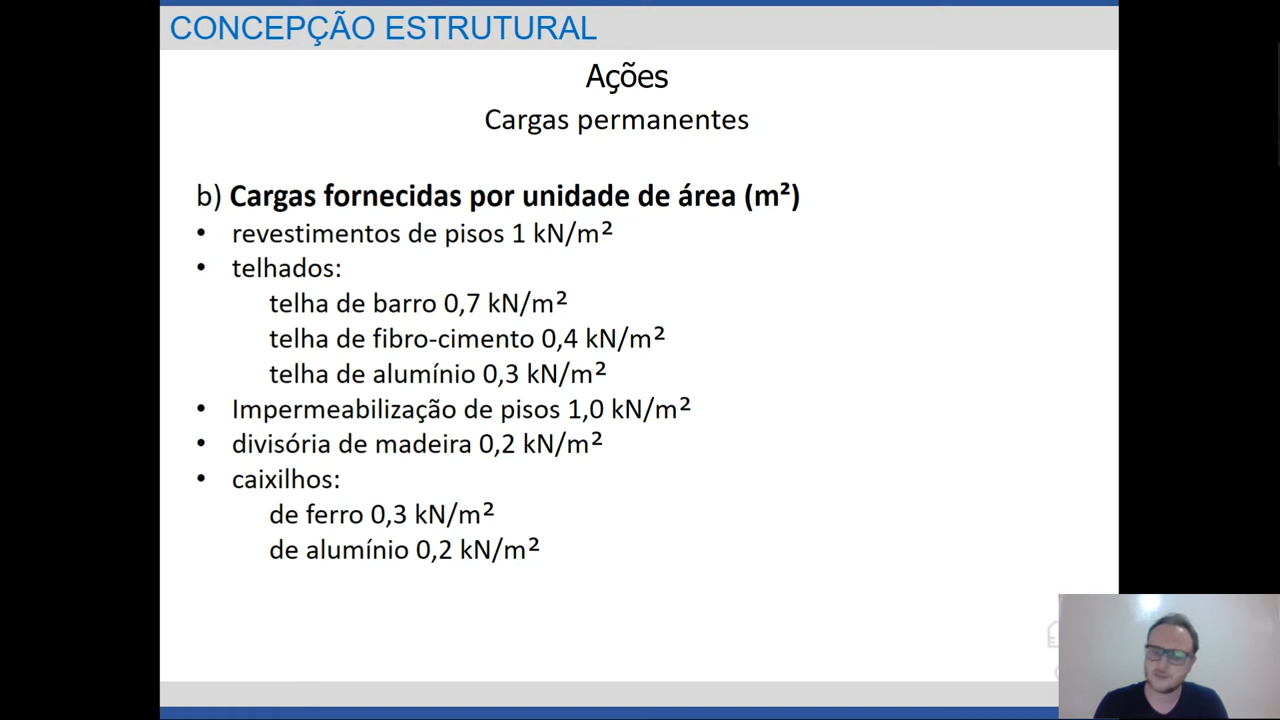 CONCEPÇÃO ESTRUTURAL
Ações
Cargas permanentes
b) Cargas fornecidas por unidade de área (m²)
• revestimentos de pisos 1 kN/m²
• telhados:
telha de barro 0,7 kN/m²
telha de fibro-cimento 0,4 kN/m²
telha de alumínio 0,3 kN/m²
• Impermeabilização de pisos 1,0 kN/m²
• divisória de madeira 0,2 kN/m²
• caixilhos:
de ferro 0,3 kN/m²
de alumínio 0,2 kN/m²